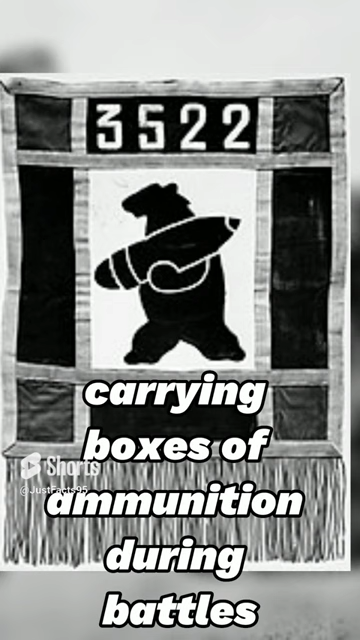 3522
carrying
boxes of
Shorts
@JustFacts95
ammunition
during
battles